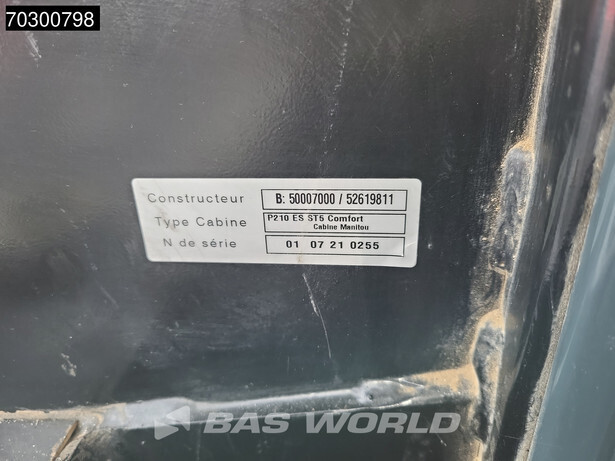 70300798
Constructeur B: 50007000 / 52619811
Type Cabine P210 ES ST5 Comfort
Cabine Manitou
N de série 01 07 21 0255
BAS WORLD